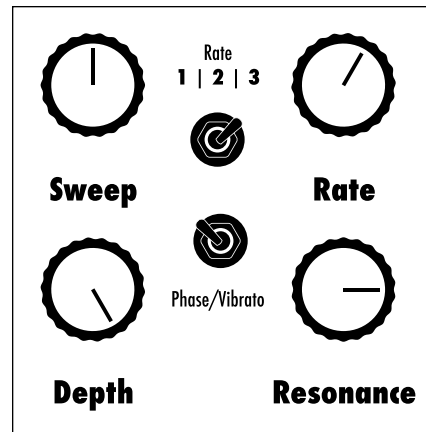 Rate
1 | 2 | 3
Sweep
Rate
Phase/Vibrato
Depth
Resonance